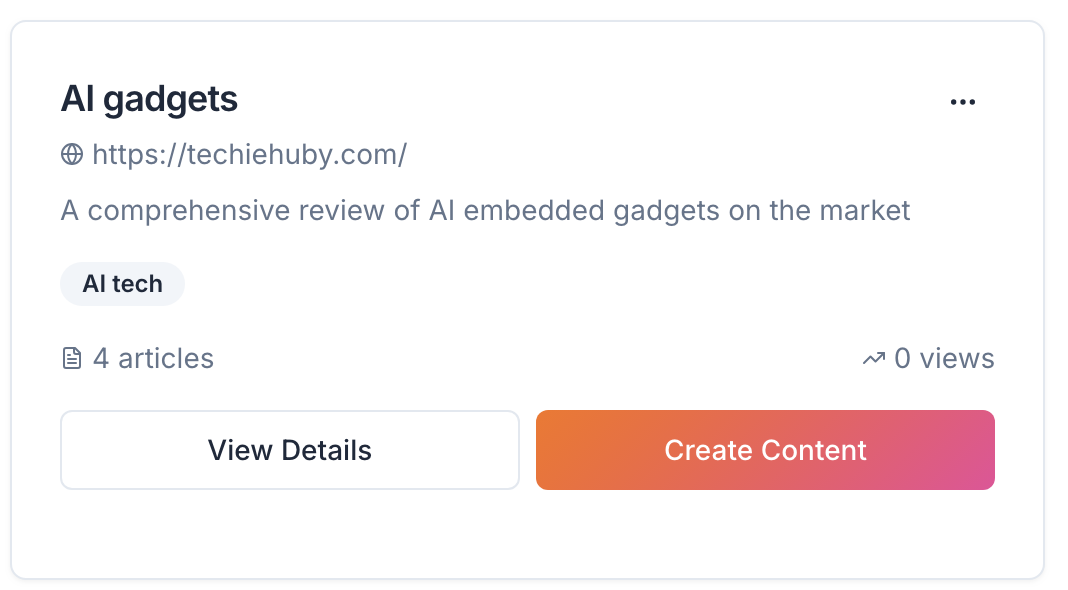 AI gadgets
https://techiehuby.com/
A comprehensive review of AI embedded gadgets on the market
AI tech
4 articles
0 views
View Details
Create Content